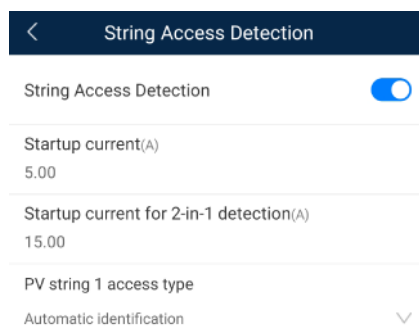 String Access Detection
String Access Detection
Startup current(A)
5.00
Startup current for 2-in-1 detection(A)
15.00
PV string 1 access type
Automatic identification